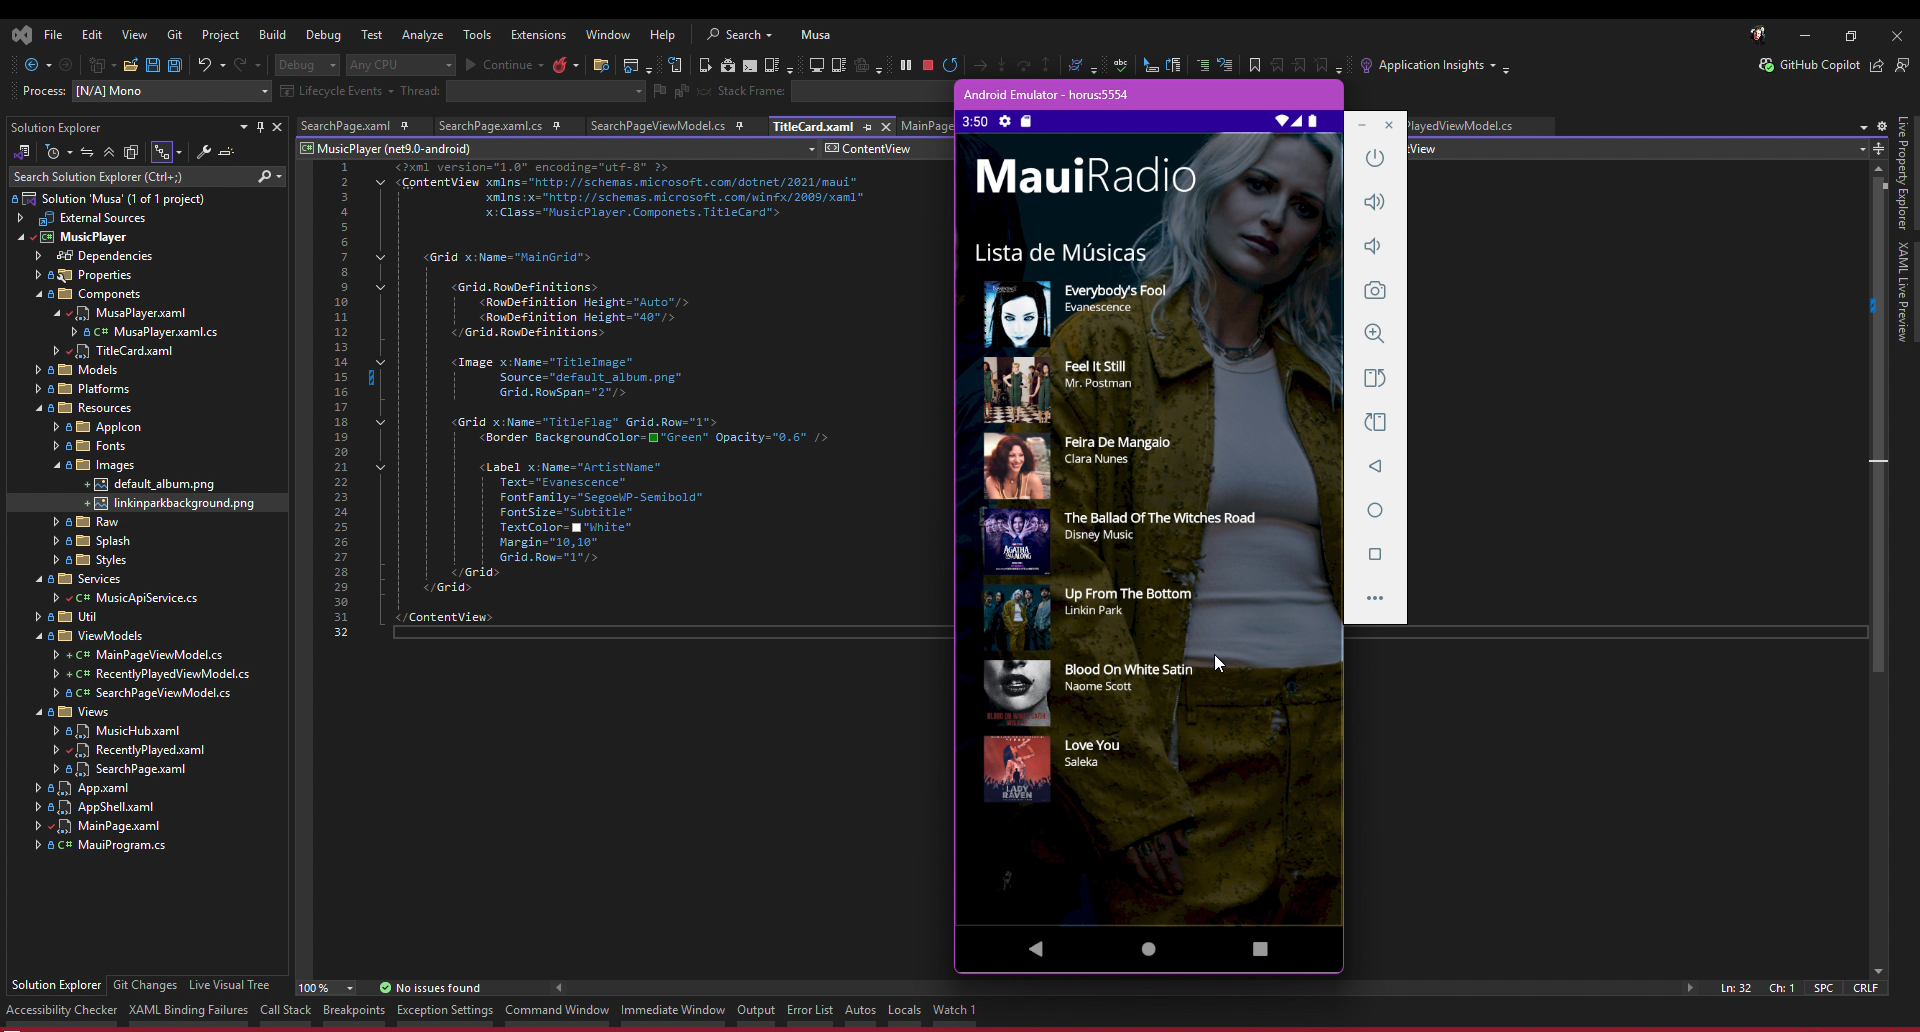 File Edit View Git Project Build Debug Test Analyze Tools Extensions Window Help Search Musa
Debug Any CPU Continue Application Insights GitHub Copilot
Process: [N/A] Mono Lifecycle Events Thread: Stack Frame:
Solution Explorer
Search Solution Explorer (Ctrl+;)
Solution 'Musa' (1 of 1 project)
External Sources
MusicPlayer
Dependencies
Properties
Componets
MusaPlayer.xaml
MusaPlayer.xaml.cs
TitleCard.xaml
Models
Platforms
Resources
AppIcon
Fonts
Images
default_album.png
linkinparkbackground.png
Raw
Splash
Styles
Services
MusicApiService.cs
Util
ViewModels
MainPageViewModel.cs
RecentlyPlayedViewModel.cs
SearchPageViewModel.cs
Views
MusicHub.xaml
RecentlyPlayed.xaml
SearchPage.xaml
App.xaml
AppShell.xaml
MainPage.xaml
MauiProgram.cs
Solution Explorer Git Changes Live Visual Tree
SearchPage.xaml SearchPage.xaml.cs SearchPageViewModel.cs TitleCard.xaml MainPage
PlayedViewModel.cs
MusicPlayer (net9.0-android) ContentView
tView
1 <?xml version="1.0" encoding="utf-8" ?>
2 <ContentView xmlns="http://schemas.microsoft.com/dotnet/2021/maui"
3 xmlns:x="http://schemas.microsoft.com/winfx/2009/xaml"
4 x:Class="MusicPlayer.Componets.TitleCard">
5
6
7 <Grid x:Name="MainGrid">
8
9 <Grid.RowDefinitions>
10 <RowDefinition Height="Auto"/>
11 <RowDefinition Height="40"/>
12 </Grid.RowDefinitions>
13
14 <Image x:Name="TitleImage"
15 Source="default_album.png"
16 Grid.RowSpan="2"/>
17
18 <Grid x:Name="TitleFlag" Grid.Row="1">
19 <Border BackgroundColor="Green" Opacity="0.6" />
20
21 <Label x:Name="ArtistName"
22 Text="Evanescence"
23 FontFamily="SegoeWP-Semibold"
24 FontSize="Subtitle"
25 TextColor="White"
26 Margin="10,10"
27 Grid.Row="1"/>
28 </Grid>
29 </Grid>
30
31 </ContentView>
32
Android Emulator - horus:5554
3:50
MauiRadio
Lista de Músicas
Everybody's Fool
Evanescence
Feel It Still
Mr. Postman
Feira De Mangaio
Clara Nunes
AGATHA
ALL ALONG
The Ballad Of The Witches Road
Disney Music
Up From The Bottom
Linkin Park
BLOOD ON WHITE SATIN
Blood On White Satin
Naome Scott
LADY
RAVEN
Love You
Saleka
Live Property Explorer
XAML Live Preview
100 % No issues found Ln: 32 Ch: 1 SPC CRLF
Accessibility Checker XAML Binding Failures Call Stack Breakpoints Exception Settings Command Window Immediate Window Output Error List Autos Locals Watch 1